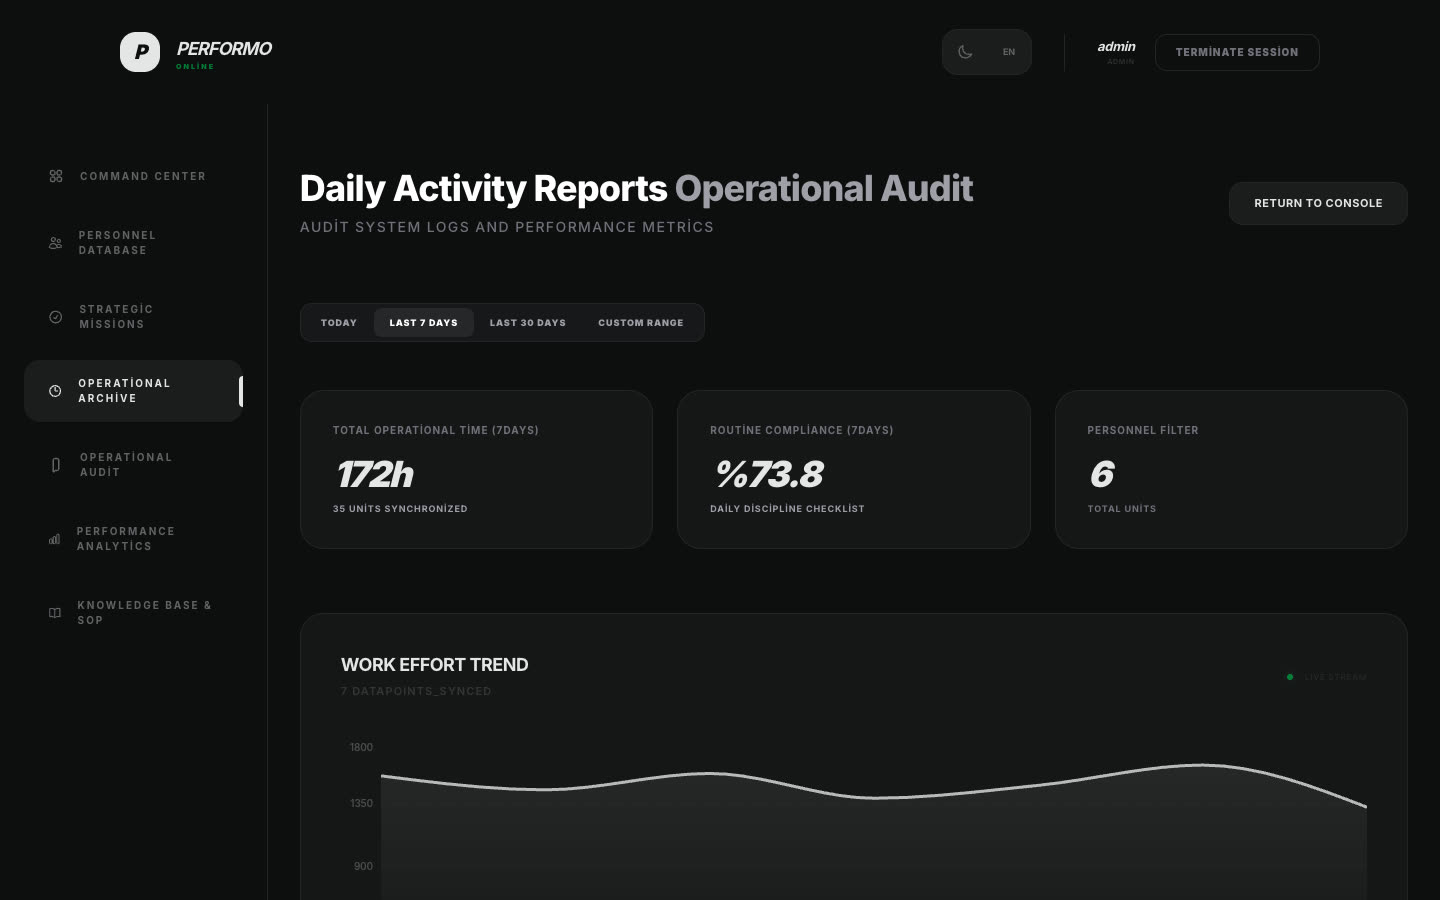 P
PERFORMO
ONLİNE
EN
admin
ADMIN
TERMİNATE SESSİON
COMMAND CENTER
PERSONNEL
DATABASE
STRATEGİC
MİSSİONS
OPERATİONAL
ARCHİVE
OPERATİONAL
AUDİT
PERFORMANCE
ANALYTİCS
KNOWLEDGE BASE &
SOP
Daily Activity Reports Operational Audit
AUDİT SYSTEM LOGS AND PERFORMANCE METRİCS
RETURN TO CONSOLE
TODAY
LAST 7 DAYS
LAST 30 DAYS
CUSTOM RANGE
TOTAL OPERATİONAL TİME (7DAYS)
172h
35 UNİTS SYNCHRONİZED
ROUTİNE COMPLİANCE (7DAYS)
%73.8
DAİLY DİSCİPLİNE CHECKLİST
PERSONNEL FİLTER
6
TOTAL UNİTS
WORK EFFORT TREND
7 DATAPOINTS_SYNCED
LIVE STREAM
1800
1350
900